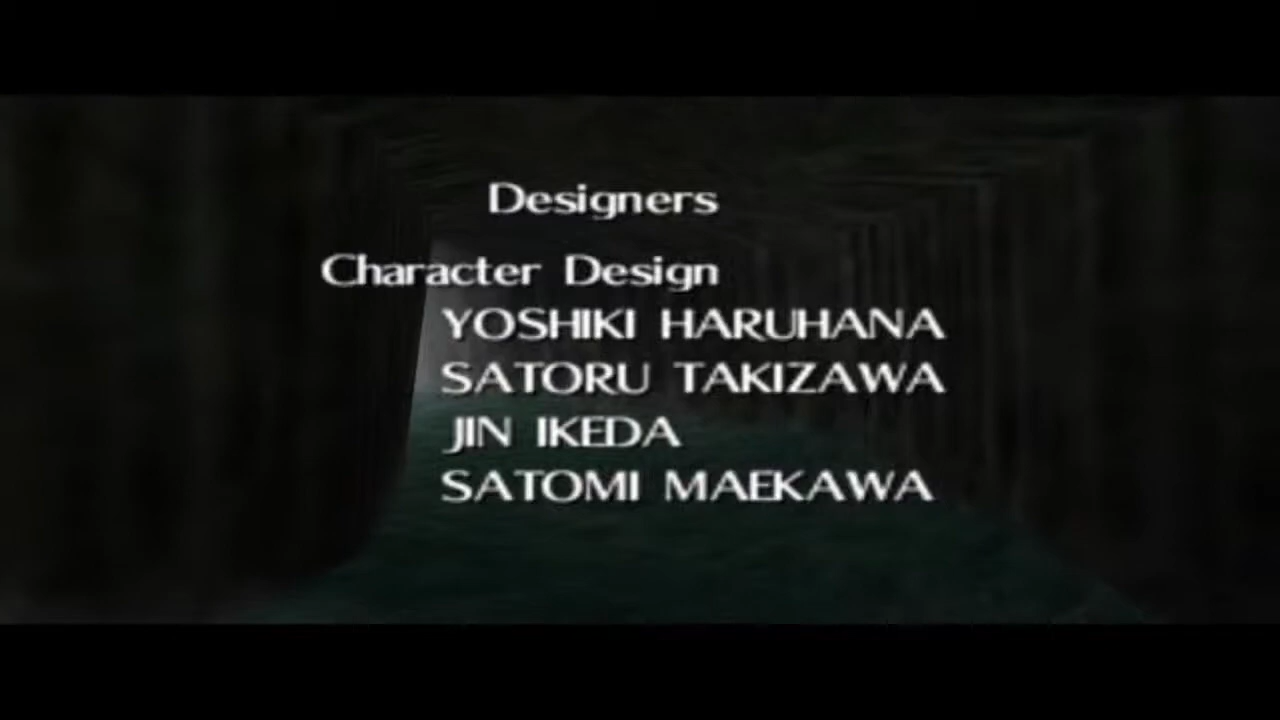 Designers
Character Design
YOSHIKI HARUHANA
SATORU TAKIZAWA
JIN IKEDA
SATOMI MAEKAWA